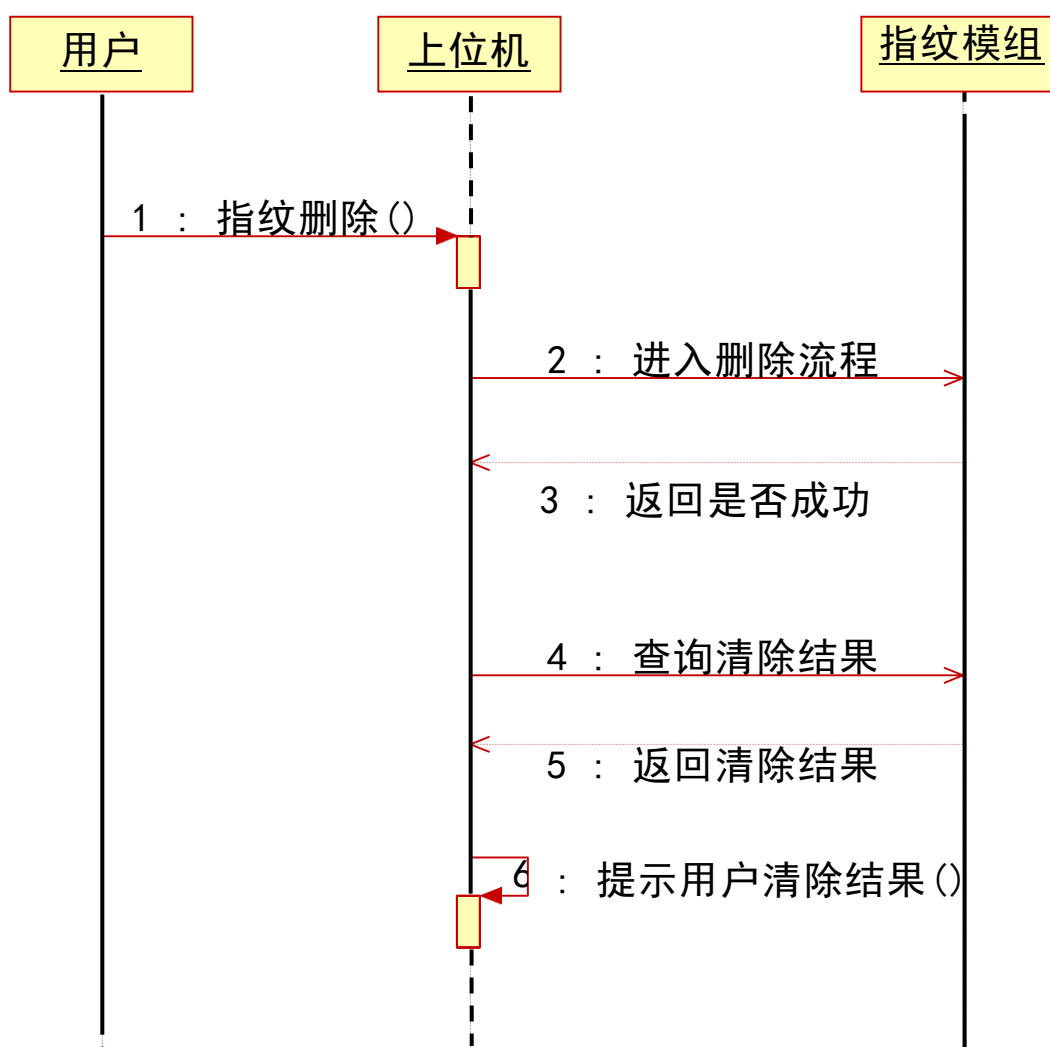 用户
上位机
指纹模组
1 : 指纹删除()
2 : 进入删除流程
3 : 返回是否成功
4 : 查询清除结果
5 : 返回清除结果
6 : 提示用户清除结果()